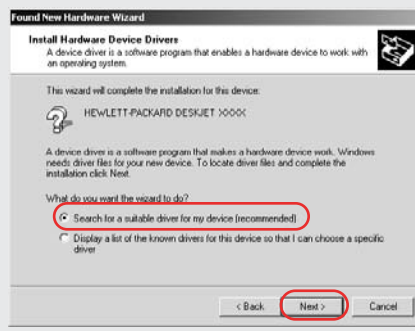 Found New Hardware Wizard
Install Hardware Device Drivers
A device driver is a software program that enables a hardware device to work with
an operating system.
This wizard will complete the installation for this device:
HEWLETT-PACKARD DESKJET XXXX
A device driver is a software program that makes a hardware device work. Windows
needs driver files for your new device. To locate driver files and complete the
installation click Next.
What do you want the wizard to do?
Search for a suitable driver for my device (recommended)
Display a list of the known drivers for this device so that I can choose a specific
driver
< Back Next > Cancel